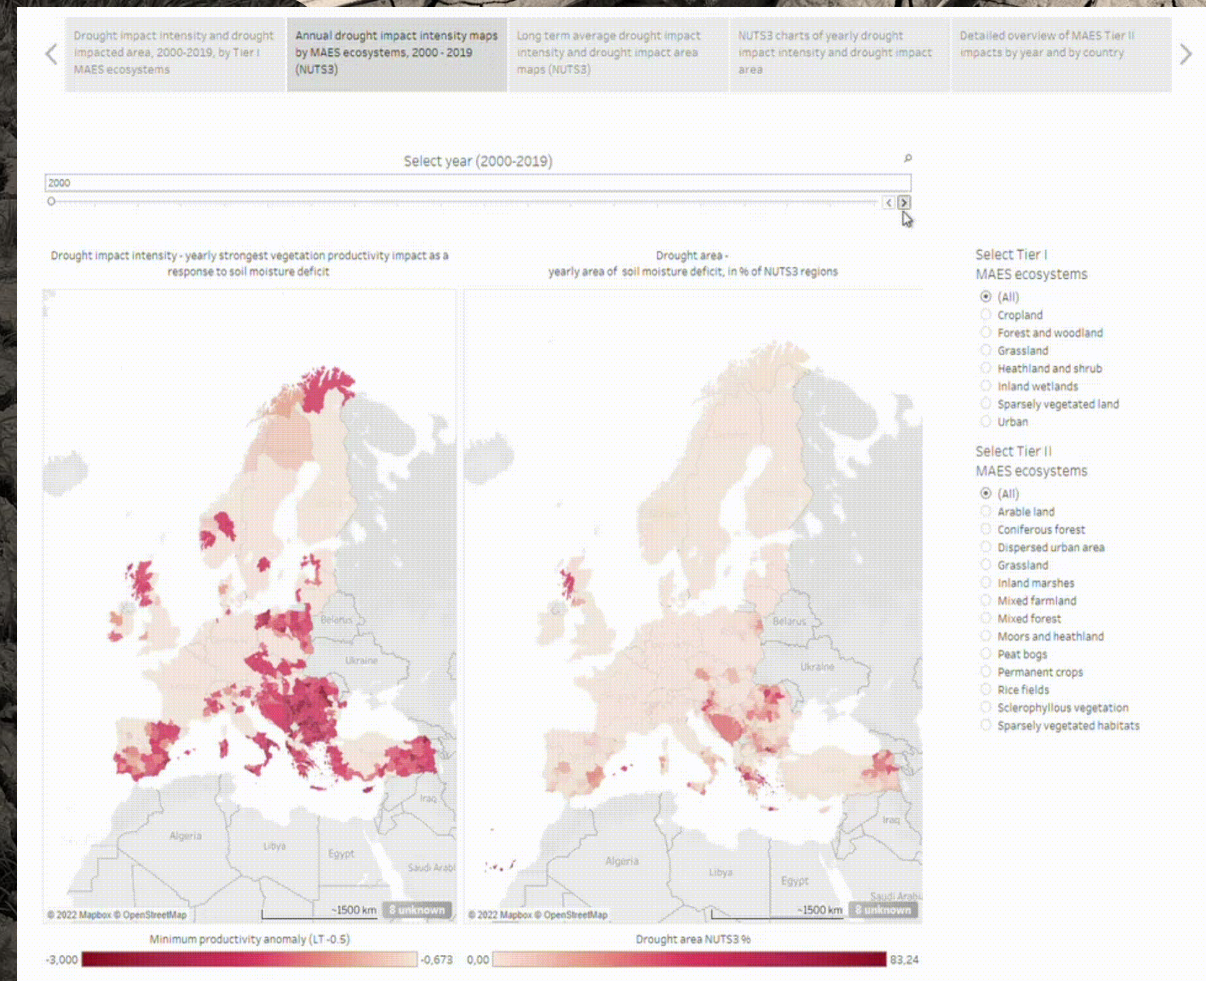 Drought impact intensity and drought
impacted area, 2000-2019, by Tier I
MAES ecosystems
Annual drought impact intensity maps
by MAES ecosystems, 2000 - 2019
(NUTS3)
Long term average drought impact
intensity and drought impact area
maps (NUTS3)
NUTS3 charts of yearly drought
impact intensity and drought impact
area
Detailed overview of MAES Tier II
impacts by year and by country
Select year (2000-2019)
2000
Drought impact intensity - yearly strongest vegetation productivity impact as a
response to soil moisture deficit
Drought area -
yearly area of soil moisture deficit, in % of NUTS3 regions
Belarus
Ukraine
Iraq
Algeria
Libya
Egypt
Saudi Arabi
© 2022 Mapbox © OpenStreetMap
~1500 km
8 unknown
Belarus
Ukraine
Iraq
Algeria
Libya
Egypt
Saudi Arabi
© 2022 Mapbox © OpenStreetMap
~1500 km
8 unknown
Minimum productivity anomaly (LT -0.5)
-3,000
-0,673
Drought area NUTS3 %
0,00
83,24
Select Tier I
MAES ecosystems
(All)
Cropland
Forest and woodland
Grassland
Heathland and shrub
Inland wetlands
Sparsely vegetated land
Urban
Select Tier II
MAES ecosystems
(All)
Arable land
Coniferous forest
Dispersed urban area
Grassland
Inland marshes
Mixed farmland
Mixed forest
Moors and heathland
Peat bogs
Permanent crops
Rice fields
Sclerophyllous vegetation
Sparsely vegetated habitats